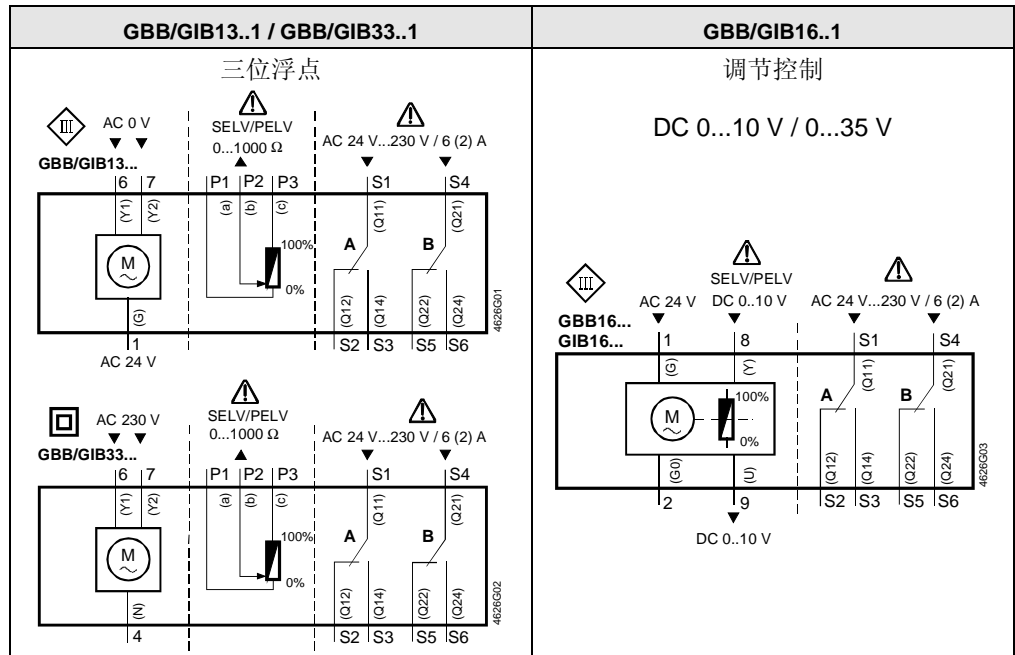 GBB/GIB13..1 / GBB/GIB33..1
三位浮点
AC 0 V
SELV/PELV
0...1000 Ω
AC 24 V...230 V / 6 (2) A
GBB/GIB13...
6 7 P1 P2 P3 S1 S4
(Y1) (Y2) (a) (b) (c) (Q11) (Q21)
M
100%
0%
A B
(G) (Q12) (Q14) (Q22) (Q24)
1 S2 S3 S5 S6
AC 24 V
4626G01
AC 230 V
SELV/PELV
0...1000 Ω
AC 24 V...230 V / 6 (2) A
GBB/GIB33...
6 7 P1 P2 P3 S1 S4
(Y1) (Y2) (a) (b) (c) (Q11) (Q21)
M
100%
0%
A B
(N) (Q12) (Q14) (Q22) (Q24)
4 S2 S3 S5 S6
4626G02
GBB/GIB16..1
调节控制
DC 0...10 V / 0...35 V
SELV/PELV
AC 24 V DC 0..10 V AC 24 V...230 V / 6 (2) A
GBB16...
GIB16...
1 8 S1 S4
(G) (Y) (Q11) (Q21)
M
100%
0%
A B
(G0) (U) (Q12) (Q14) (Q22) (Q24)
2 9 S2 S3 S5 S6
DC 0..10 V
4626G03
III
III